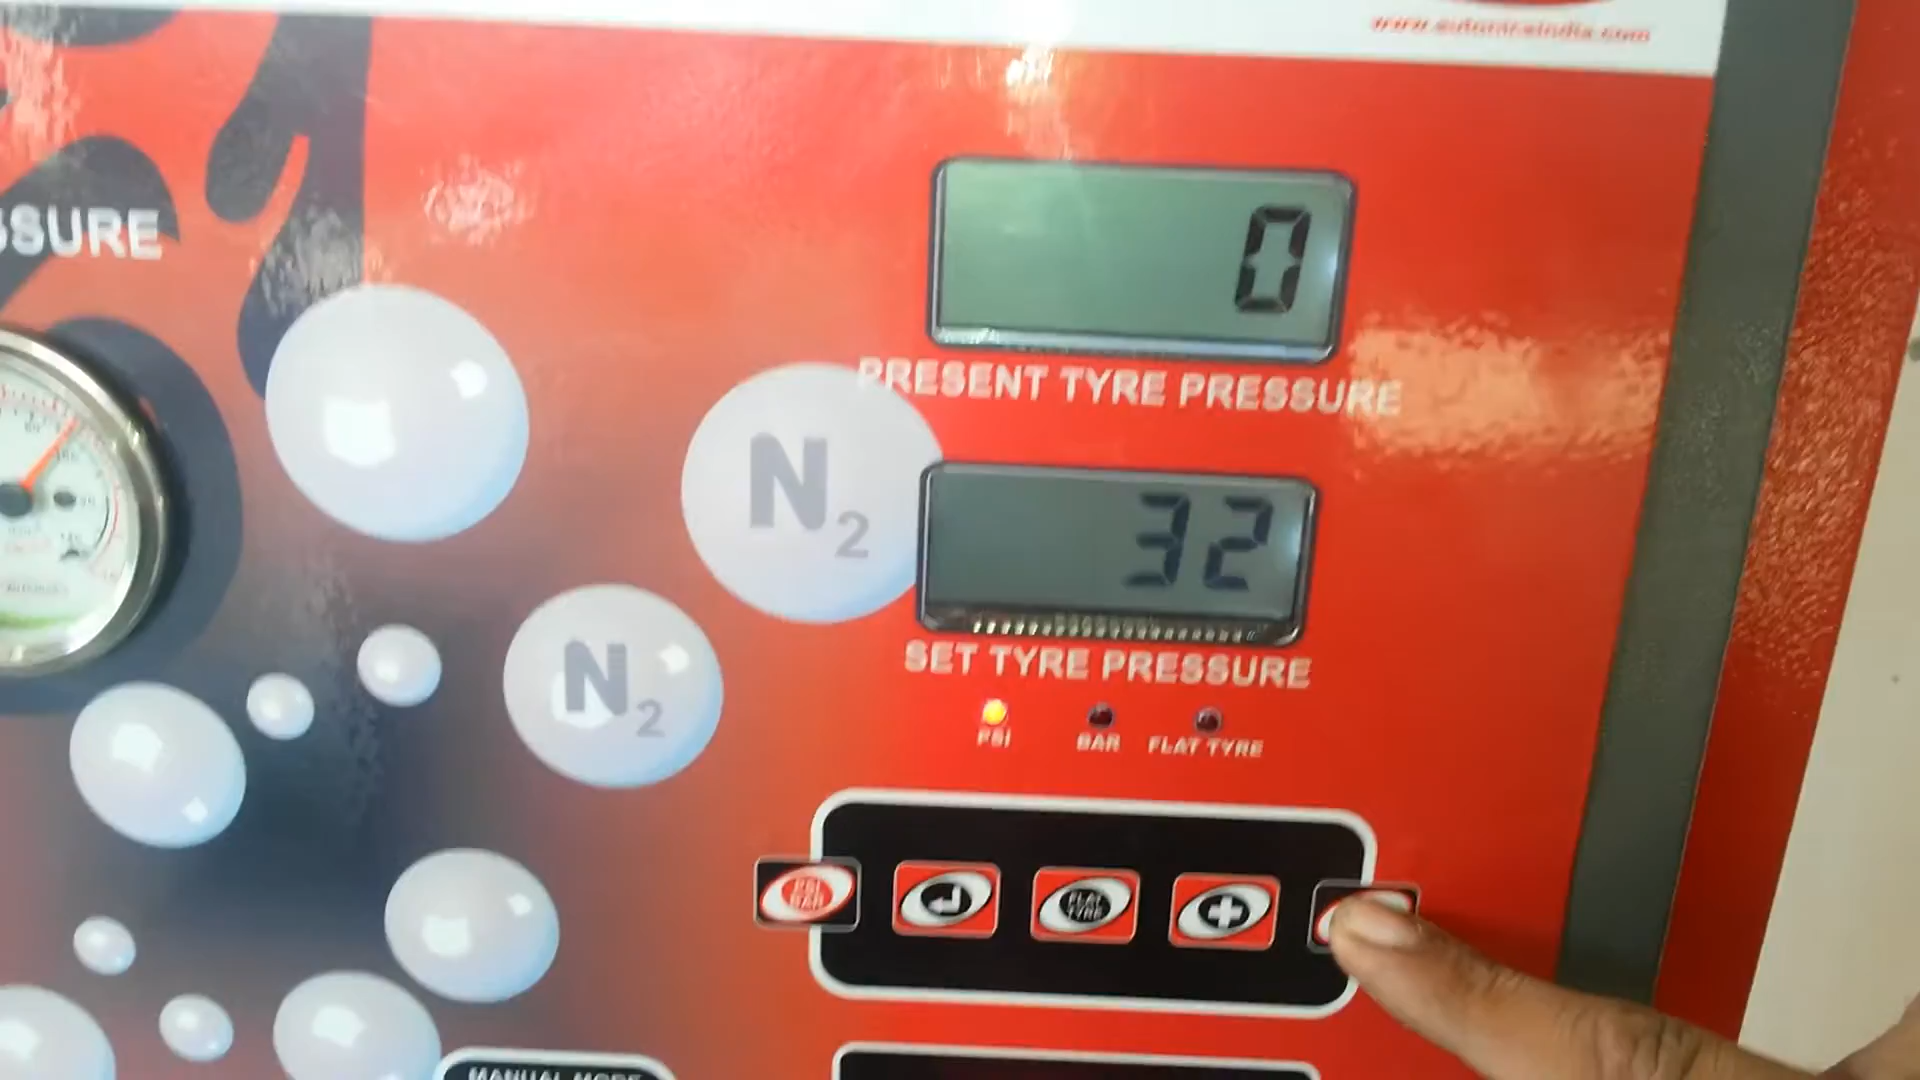 www.autonicsindia.com
SSURE
0
PRESENT TYRE PRESSURE
N2
32
SET TYRE PRESSURE
N2
PSI BAR FLAT TYRE
PSI
BAR
FLAT
TYRE
MANUAL MODE